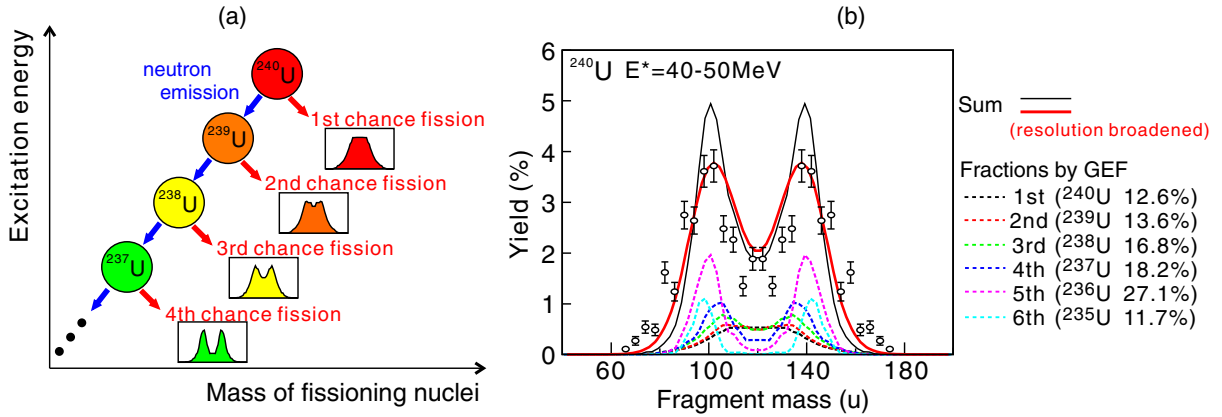 (a)
Excitation energy
²⁴⁰U
neutron
emission
1st chance fission
²³⁹U
2nd chance fission
²³⁸U
3rd chance fission
²³⁷U
4th chance fission
Mass of fissioning nuclei
(b)
²⁴⁰U E*=40-50MeV
Yield (%)
6
5
4
3
2
1
0
60 100 140 180
Fragment mass (u)
Sum
(resolution broadened)
Fractions by GEF
1st (²⁴⁰U 12.6%)
2nd (²³⁹U 13.6%)
3rd (²³⁸U 16.8%)
4th (²³⁷U 18.2%)
5th (²³⁶U 27.1%)
6th (²³⁵U 11.7%)